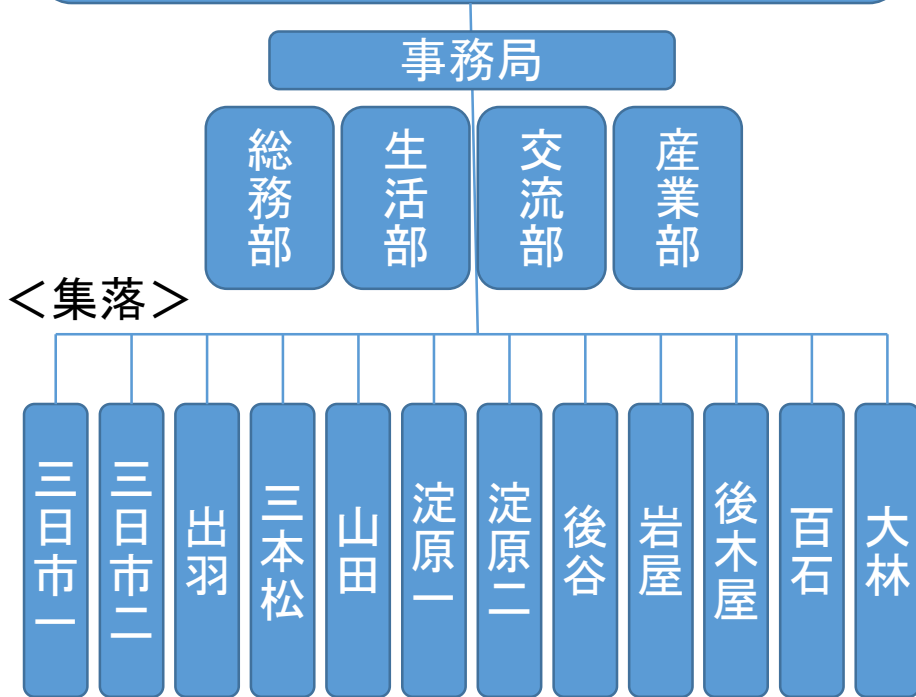 事務局
総務部
生活部
交流部
産業部
＜集落＞
三日市一
三日市二
出羽
三本松
山田
淀原一
淀原二
後谷
岩屋
後木屋
百石
大林